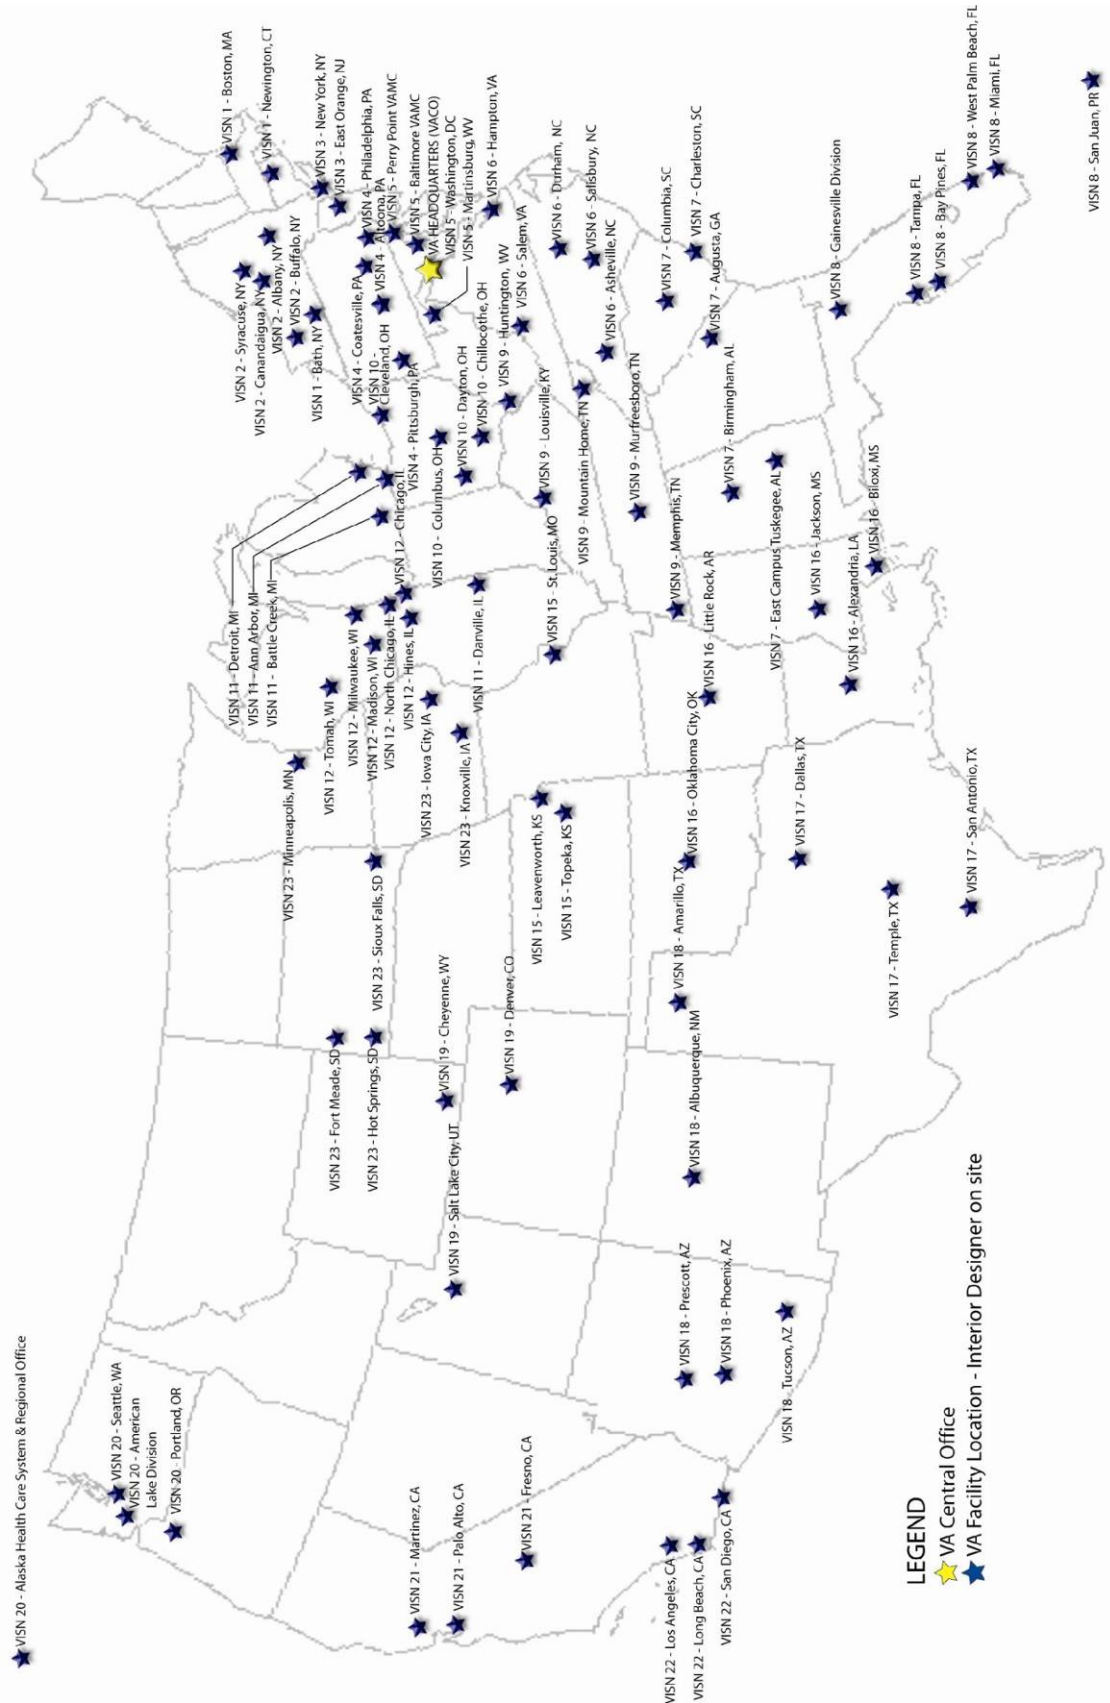 VISN 20 - Alaska Health Care System & Regional Office
VISN 20 - Seattle, WA
VISN 20 - American
Lake Division
VISN 20 - Portland, OR
VISN 21 - Martinez, CA
VISN 21 - Palo Alto, CA
VISN 21 - Fresno, CA
VISN 22 - Los Angeles, CA
VISN 22 - Long Beach, CA
VISN 22 - San Diego, CA
VISN 18 - Prescott, AZ
VISN 18 - Phoenix, AZ
VISN 18 - Tucson, AZ
VISN 19 - Salt Lake City, UT
VISN 19 - Cheyenne, WY
VISN 19 - Denver, CO
VISN 18 - Albuquerque, NM
VISN 18 - Amarillo, TX
VISN 23 - Fort Meade, SD
VISN 23 - Hot Springs, SD
VISN 23 - Sioux Falls, SD
VISN 23 - Minneapolis, MN
VISN 15 - Leavenworth, KS
VISN 15 - Topeka, KS
VISN 16 - Oklahoma City, OK
VISN 17 - Dallas, TX
VISN 17 - Temple, TX
VISN 17 - San Antonio, TX
VISN 12 - Tomah, WI
VISN 12 - Milwaukee, WI
VISN 12 - Madison, WI
VISN 12 - North Chicago, IL
VISN 12 - Hines, IL
VISN 12 - Chicago, IL
VISN 23 - Iowa City, IA
VISN 23 - Knoxville, IA
VISN 11 - Danville, IL
VISN 11 - Detroit, MI
VISN 11 - Ann Arbor, MI
VISN 11 - Battle Creek, MI
VISN 15 - St. Louis, MO
VISN 16 - Little Rock, AR
VISN 9 - Memphis, TN
VISN 9 - Murfreesboro, TN
VISN 9 - Mountain Home, TN
VISN 9 - Louisville, KY
VISN 9 - Huntington, WV
VISN 7 - East Campus Tuskegee, AL
VISN 7 - Birmingham, AL
VISN 16 - Jackson, MS
VISN 16 - Alexandria, LA
VISN 16 - Biloxi, MS
VISN 10 - Columbus, OH
VISN 10 - Dayton, OH
VISN 10 - Chillocothe, OH
VISN 10 -
Cleveland, OH
VISN 4 - Pittsburgh, PA
VISN 4 - Coatesville, PA
VISN 4 - Altoona, PA
VISN 4 - Philadelphia, PA
VISN 2 - Syracuse, NY
VISN 2 - Canandaigua, NY
VISN 2 - Albany, NY
VISN 2 - Buffalo, NY
VISN 1 - Bath, NY
VISN 1 - Boston, MA
VISN 1 - Newington, CT
VISN 3 - New York, NY
VISN 3 - East Orange, NJ
VISN 5 - Perry Point VAMC
VISN 5 - Baltimore VAMC
VA HEADQUARTERS (VACO)
VISN 5 - Washington, DC
VISN 5 - Martinsburg, WV
VISN 6 - Hampton, VA
VISN 6 - Salem, VA
VISN 6 - Durham, NC
VISN 6 - Salisbury, NC
VISN 6 - Asheville, NC
VISN 7 - Columbia, SC
VISN 7 - Charleston, SC
VISN 7 - Augusta, GA
VISN 8 - Gainesville Division
VISN 8 - Tampa, FL
VISN 8 - Bay Pines, FL
VISN 8 - West Palm Beach, FL
VISN 8 - Miami, FL
VISN 8 - San Juan, PR
LEGEND
VA Central Office
VA Facility Location - Interior Designer on site